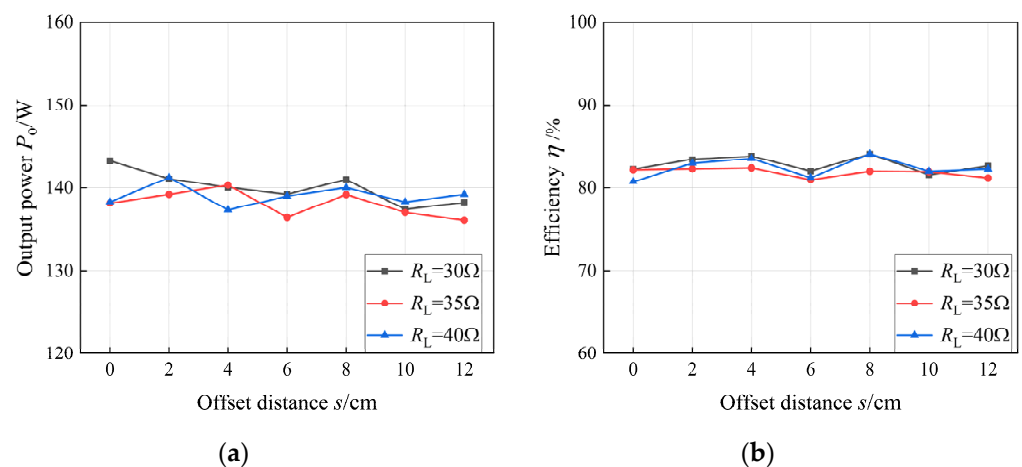 160
150
140
130
120
Output power Pₒ/W
R_L=30Ω
R_L=35Ω
R_L=40Ω
0 2 4 6 8 10 12
Offset distance s/cm
(a)
100
90
80
70
60
Efficiency η/%
R_L=30Ω
R_L=35Ω
R_L=40Ω
0 2 4 6 8 10 12
Offset distance s/cm
(b)